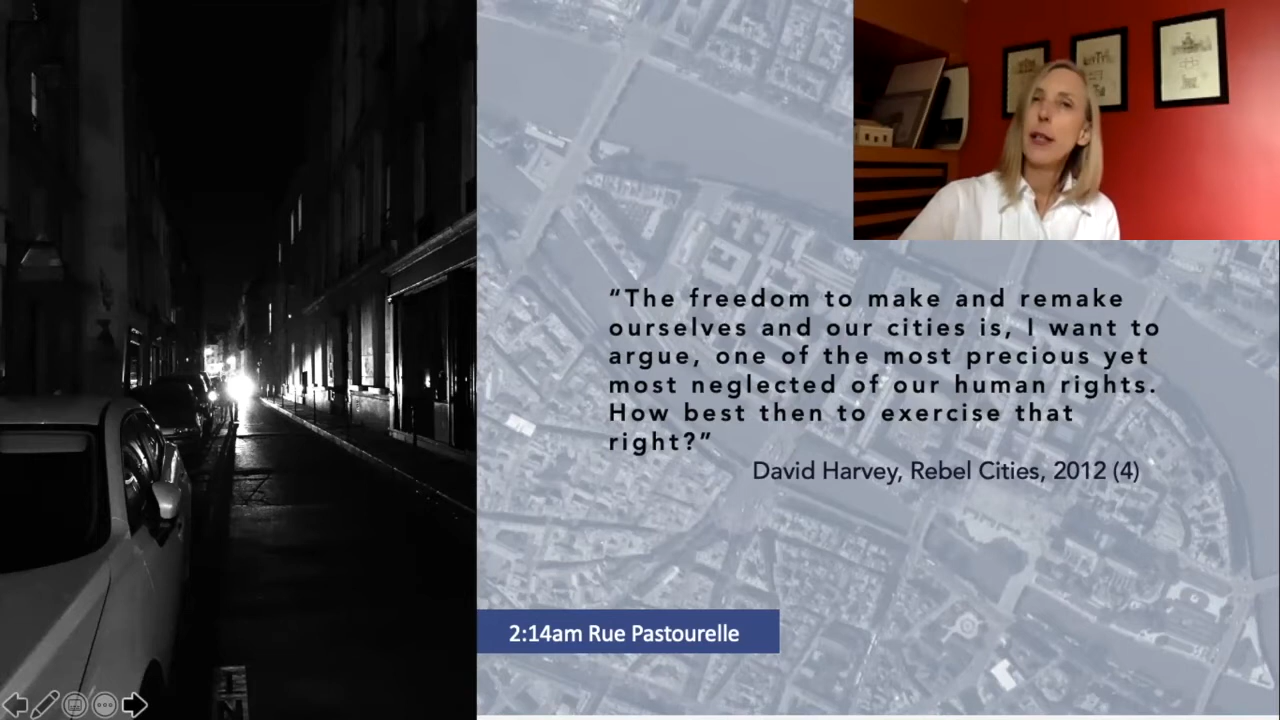 “The freedom to make and remake
ourselves and our cities is, I want to
argue, one of the most precious yet
most neglected of our human rights.
How best then to exercise that
right?”
David Harvey, Rebel Cities, 2012 (4)
2:14am Rue Pastourelle